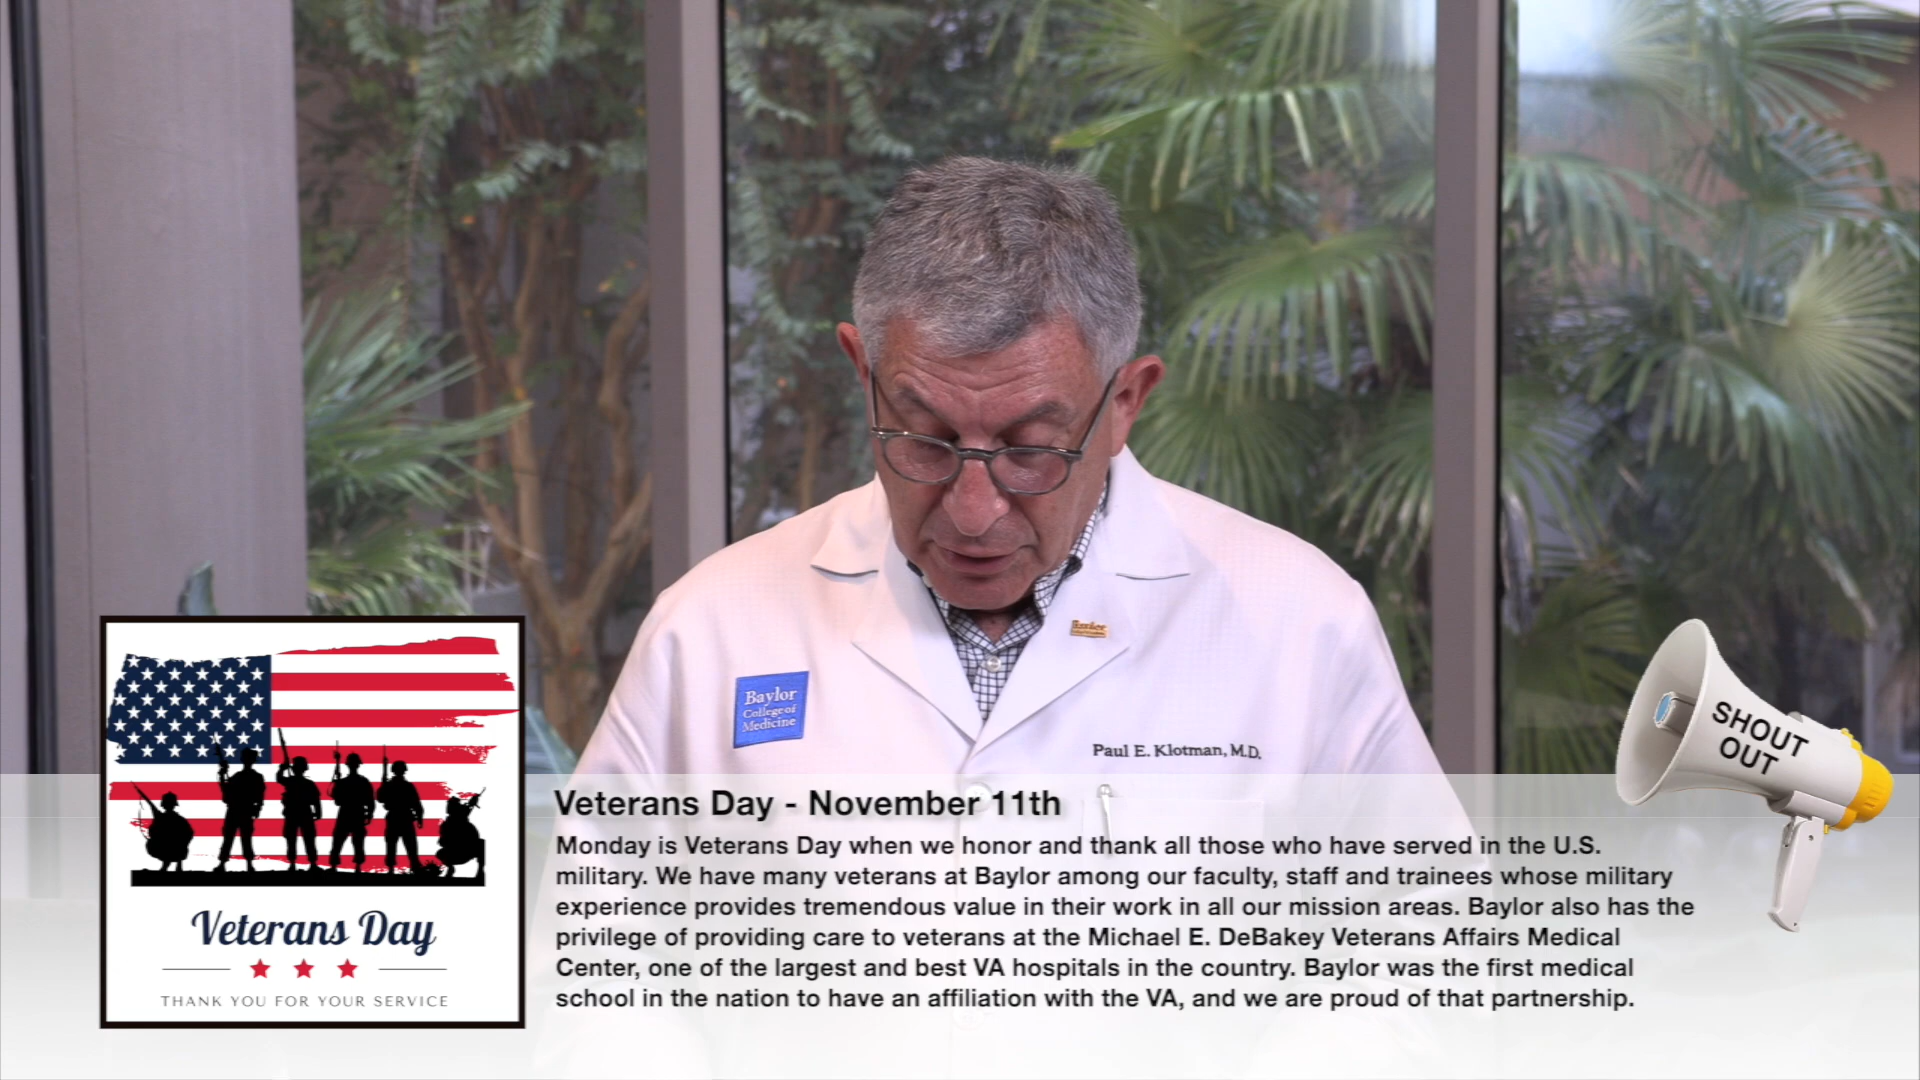 Baylor
College of
Medicine
Paul E. Klotman, M.D.
SHOUT
OUT
Veterans Day
THANK YOU FOR YOUR SERVICE
Veterans Day - November 11th
Monday is Veterans Day when we honor and thank all those who have served in the U.S.
military. We have many veterans at Baylor among our faculty, staff and trainees whose military
experience provides tremendous value in their work in all our mission areas. Baylor also has the
privilege of providing care to veterans at the Michael E. DeBakey Veterans Affairs Medical
Center, one of the largest and best VA hospitals in the country. Baylor was the first medical
school in the nation to have an affiliation with the VA, and we are proud of that partnership.